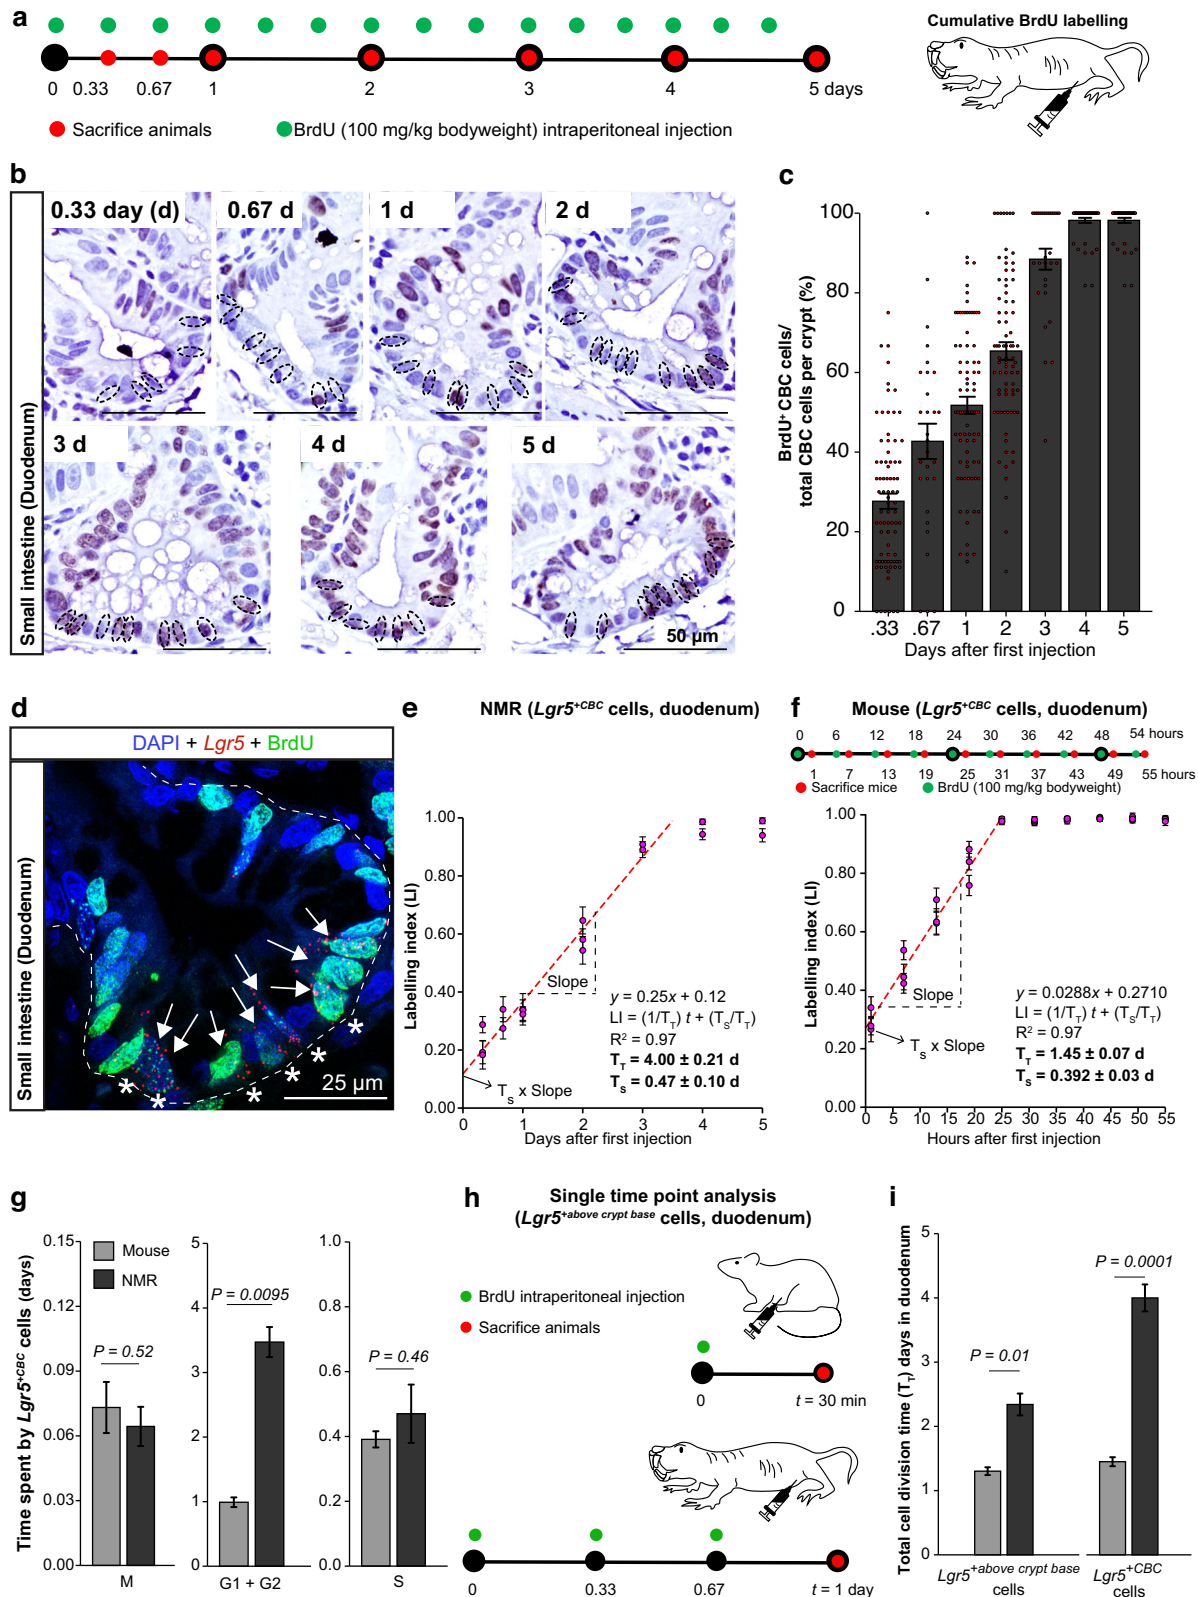 a
Cumulative BrdU labelling
0 0.33 0.67 1 2 3 4 5 days
Sacrifice animals
BrdU (100 mg/kg bodyweight) intraperitoneal injection
b
Small intestine (Duodenum)
0.33 day (d)
0.67 d
1 d
2 d
3 d
4 d
5 d
50 µm
c
BrdU+ CBC cells/
total CBC cells per crypt (%)
100
80
60
40
20
0
.33 .67 1 2 3 4 5
Days after first injection
d
DAPI + Lgr5 + BrdU
Small intestine (Duodenum)
* * * * * *
25 µm
e
NMR (Lgr5+CBC cells, duodenum)
Labelling index (LI)
1.00
0.80
0.60
0.40
0.20
0.00
Slope
y = 0.25x + 0.12
LI = (1/TT) t + (TS/TT)
R2 = 0.97
TT = 4.00 ± 0.21 d
TS = 0.47 ± 0.10 d
TS x Slope
0 1 2 3 4 5
Days after first injection
f
Mouse (Lgr5+CBC cells, duodenum)
0 6 12 18 24 30 36 42 48 54 hours
1 7 13 19 25 31 37 43 49 55 hours
Sacrifice mice
BrdU (100 mg/kg bodyweight)
Labelling index (LI)
1.00
0.80
0.60
0.40
0.20
0.00
Slope
y = 0.0288x + 0.2710
LI = (1/TT) t + (TS/TT)
R2 = 0.97
TT = 1.45 ± 0.07 d
TS = 0.392 ± 0.03 d
TS x Slope
0 5 10 15 20 25 30 35 40 45 50 55
Hours after first injection
g
Time spent by Lgr5+CBC cells (days)
Mouse
NMR
0.15
0.12
0.09
0.06
0.03
0.00
P = 0.52
M
5
4
3
2
1
0
P = 0.0095
G1 + G2
1.0
0.8
0.6
0.4
0.2
0.0
P = 0.46
S
h
Single time point analysis
(Lgr5+above crypt base cells, duodenum)
BrdU intraperitoneal injection
Sacrifice animals
0 t = 30 min
0 0.33 0.67 t = 1 day
i
Total cell division time (TT) days in duodenum
5
4
3
2
1
0
P = 0.01
P = 0.0001
Lgr5+above crypt base
cells
Lgr5+CBC
cells